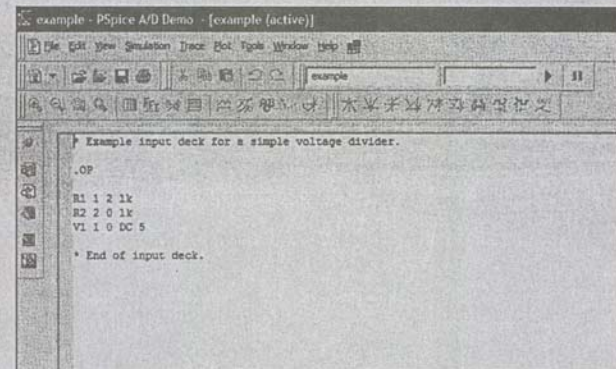 example - PSpice A/D Demo - [example (active)]
File Edit View Simulation Trace Plot Tools Window Help
example
* Example input deck for a simple voltage divider.
.OP
R1 1 2 1k
R2 2 0 1k
V1 1 0 DC 5
* End of input deck.